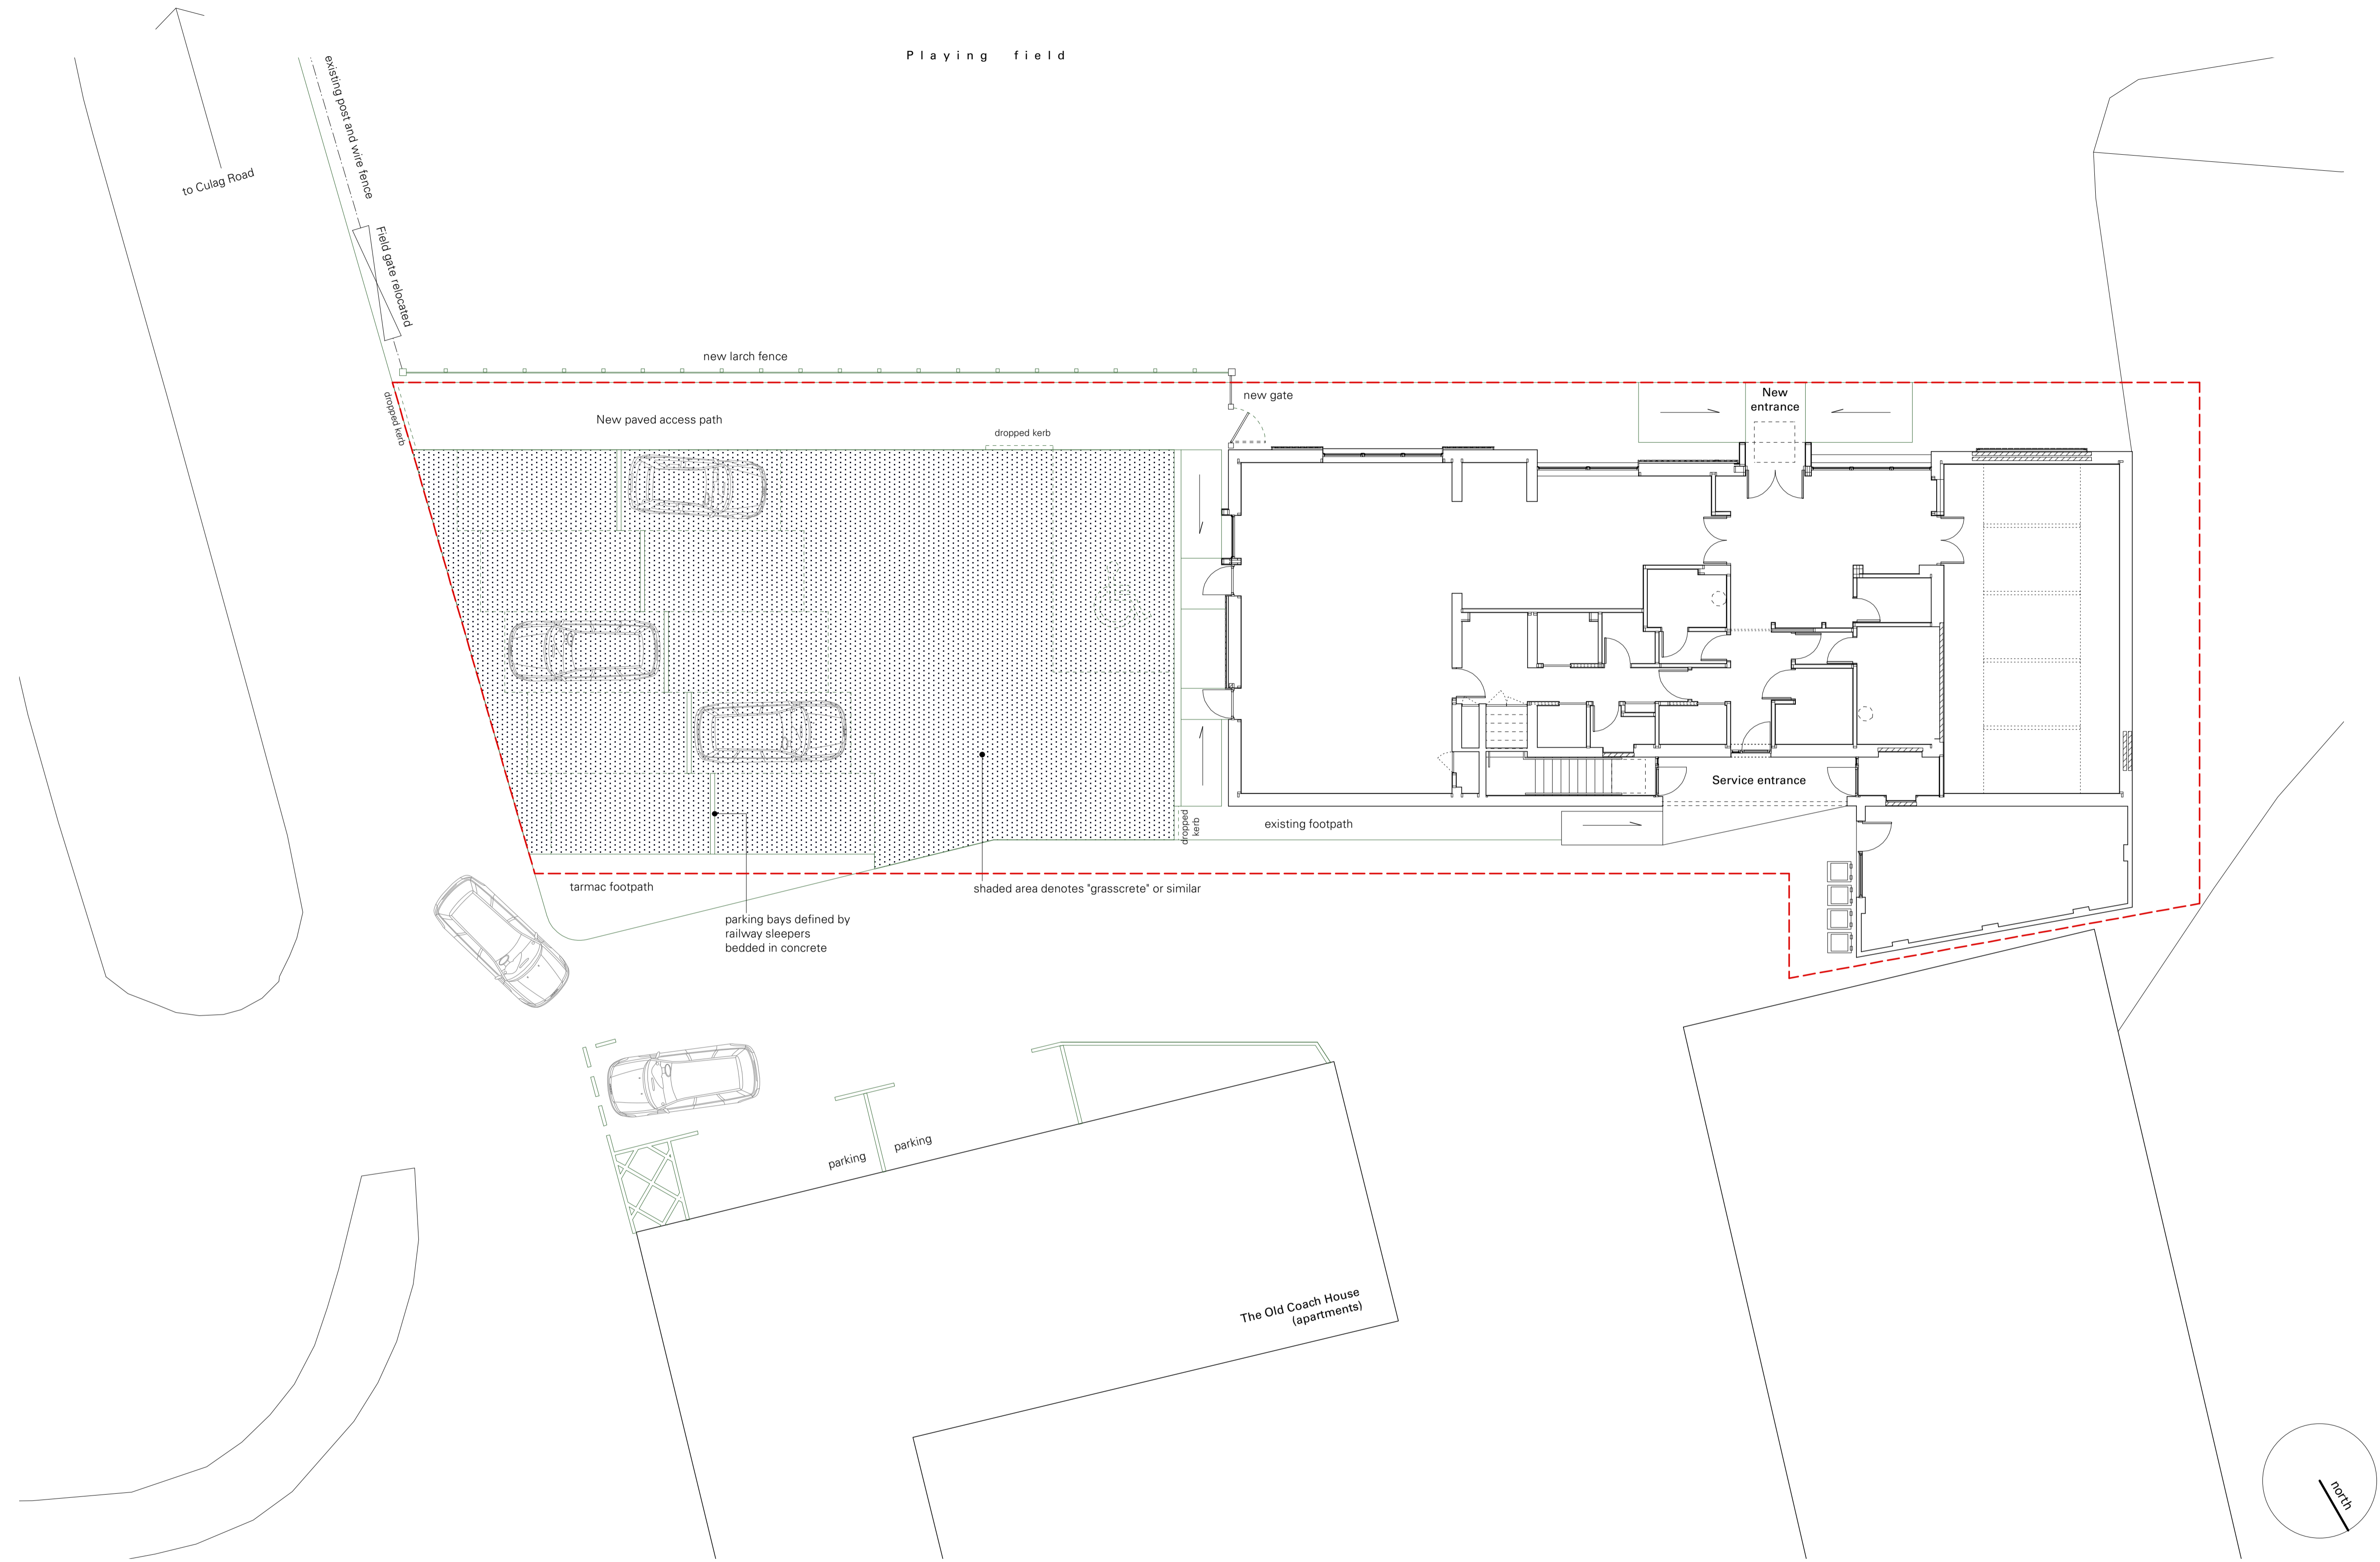 Playing field
existing post and wire fence
to Culag Road
Field gate relocated
new larch fence
dropped kerb
New paved access path
dropped kerb
new gate
New
entrance
Service entrance
dropped
kerb
existing footpath
tarmac footpath
shaded area denotes "grasscrete" or similar
parking bays defined by
railway sleepers
bedded in concrete
parking
parking
The Old Coach House
(apartments)
north